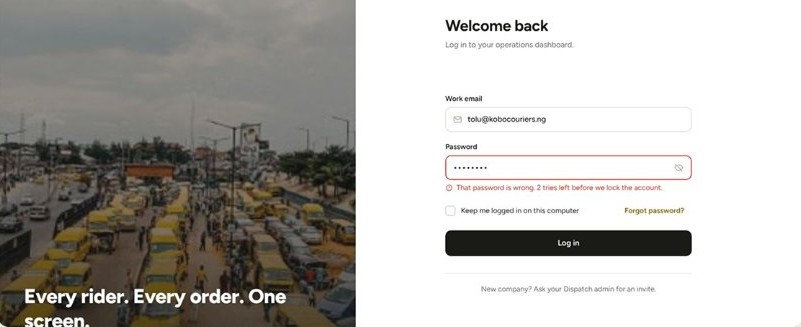 Welcome back
Log in to your operations dashboard.
Work email
tolu@kobocouriers.ng
Password
••••••••
That password is wrong. 2 tries left before we lock the account.
Keep me logged in on this computer
Forgot password?
Log in
New company? Ask your Dispatch admin for an invite.
Every rider. Every order. One
screen.